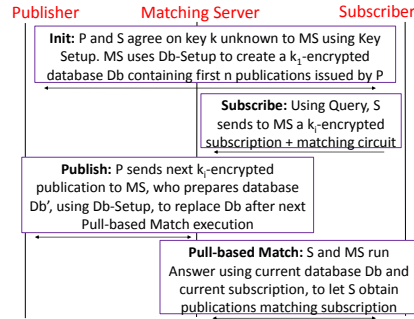 Publisher Matching Server Subscriber
Init: P and S agree on key k unknown to MS using Key
Setup. MS uses Db-Setup to create a k₁-encrypted
database Db containing first n publications issued by P
Subscribe: Using Query, S
sends to MS a kᵢ-encrypted
subscription + matching circuit
Publish: P sends next kᵢ-encrypted
publication to MS, who prepares database
Db', using Db-Setup, to replace Db after next
Pull-based Match execution
Pull-based Match: S and MS run
Answer using current database Db and
current subscription, to let S obtain
publications matching subscription